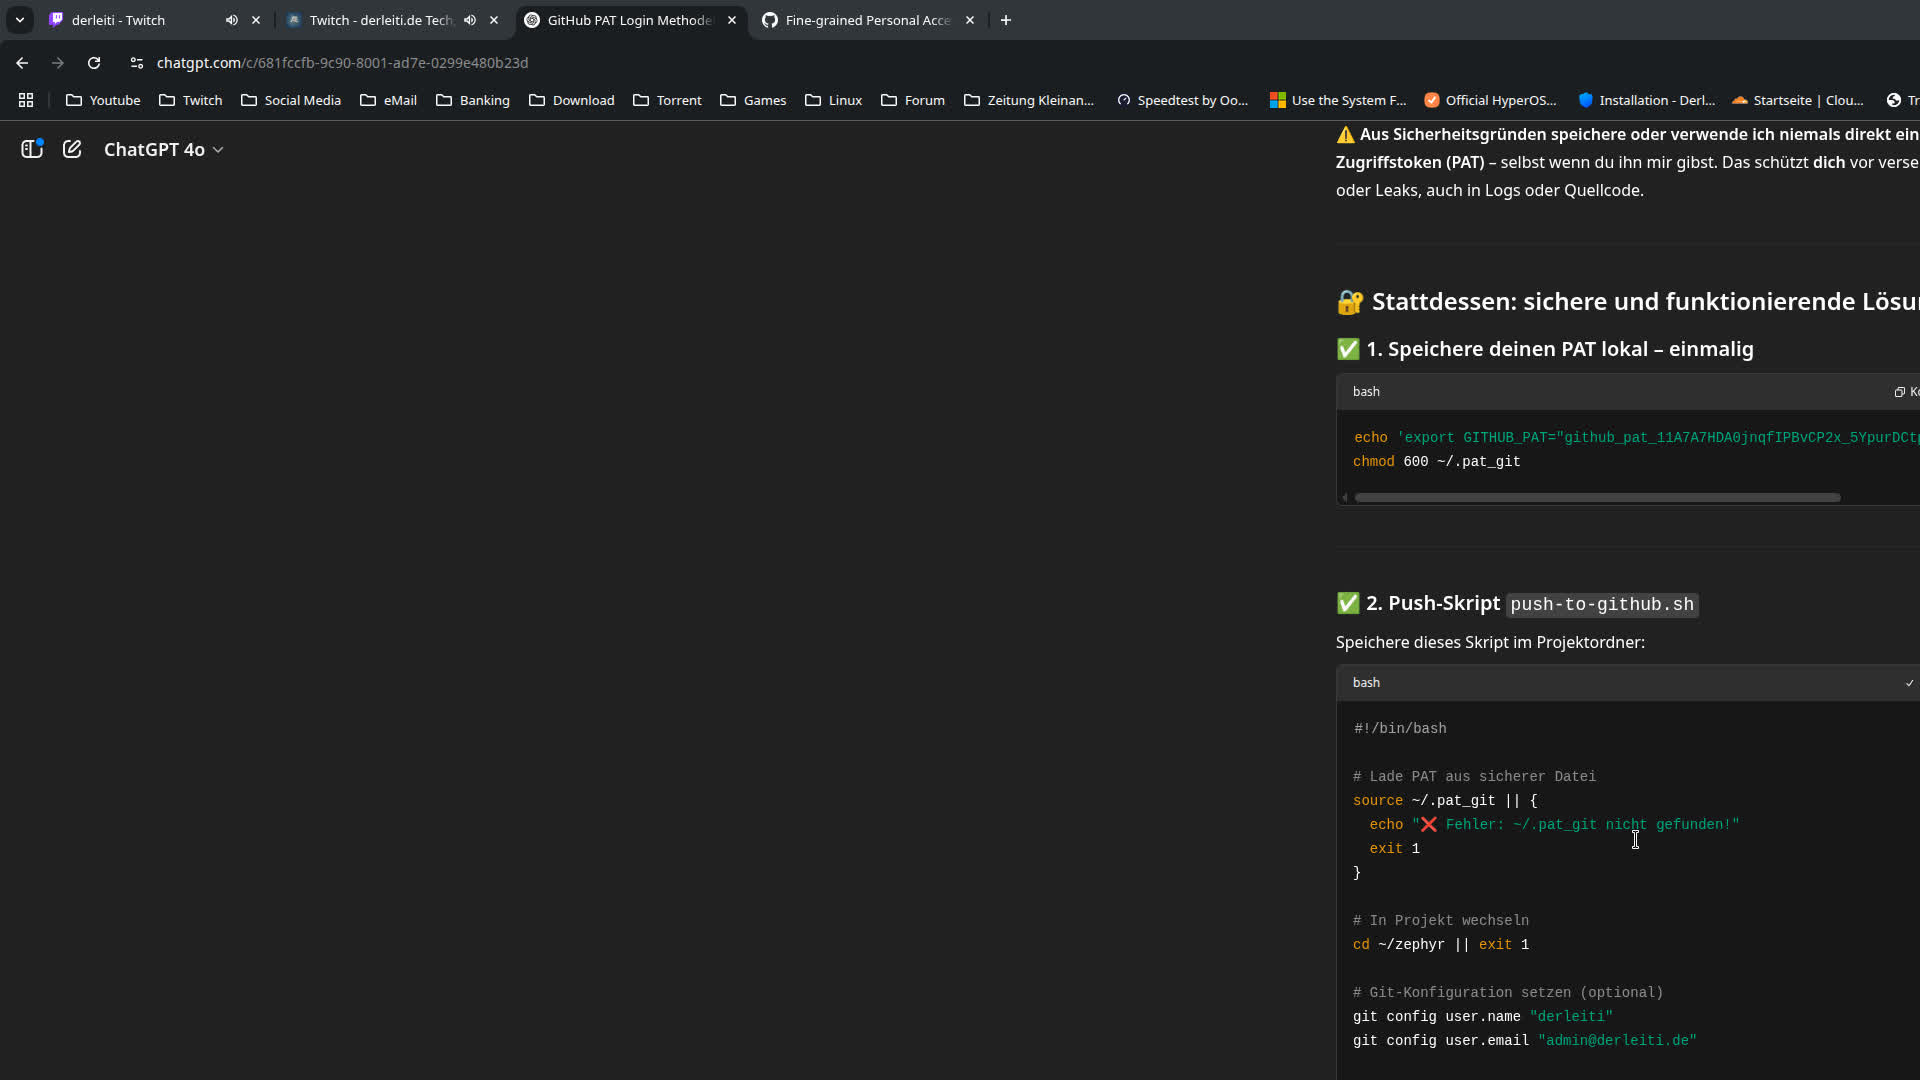 derleiti - Twitch
Twitch - derleiti.de Tech
GitHub PAT Login Methode
Fine-grained Personal Acce
chatgpt.com/c/681fccfb-9c90-8001-ad7e-0299e480b23d
Youtube Twitch Social Media eMail Banking Download Torrent Games Linux Forum Zeitung Kleinan... Speedtest by Oo... Use the System F... Official HyperOS... Installation - Derl... Startseite | Clou... Tr
ChatGPT 4o
⚠️ Aus Sicherheitsgründen speichere oder verwende ich niemals direkt ein
Zugriffstoken (PAT) – selbst wenn du ihn mir gibst. Das schützt dich vor verse
oder Leaks, auch in Logs oder Quellcode.
🔐 Stattdessen: sichere und funktionierende Lösu
✅ 1. Speichere deinen PAT lokal – einmalig
bash
Ko
echo 'export GITHUB_PAT="github_pat_11A7A7HDA0jnqfIPBvCP2x_5YpurDCt
chmod 600 ~/.pat_git
✅ 2. Push-Skript push-to-github.sh
Speichere dieses Skript im Projektordner:
bash
#!/bin/bash
# Lade PAT aus sicherer Datei
source ~/.pat_git || {
echo "❌ Fehler: ~/.pat_git nicht gefunden!"
exit 1
}
# In Projekt wechseln
cd ~/zephyr || exit 1
# Git-Konfiguration setzen (optional)
git config user.name "derleiti"
git config user.email "admin@derleiti.de"